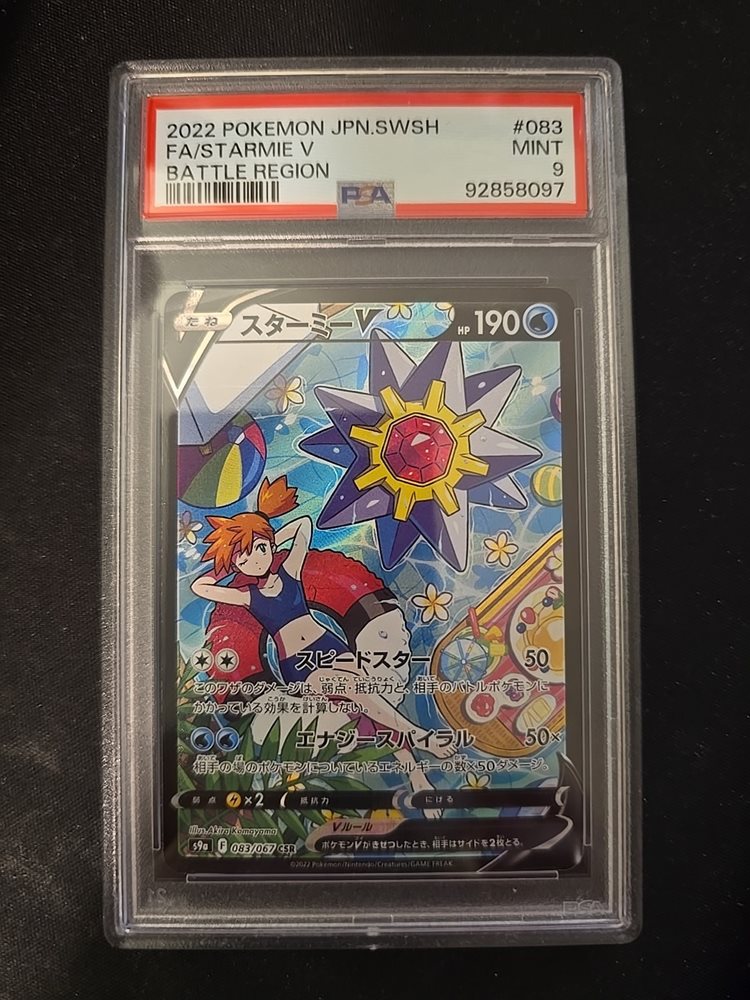 2022 POKEMON JPN.SWSH #083
FA/STARMIE V MINT
BATTLE REGION 9
PSA 92858097
たね スターミーV HP 190
スピードスター 50
このワザのダメージは、弱点・抵抗力と、相手のバトルポケモンに
かかっている効果を計算しない。
エナジースパイラル 50×
相手の場のポケモンについているエネルギーの数×50ダメージ。
弱点 ×2 抵抗力 にげる
Illus. Akira Komayama
Vルール
s9a F 083/067 CSR
ポケモンVがきぜつしたとき、相手はサイドを2枚とる。
©2022 Pokémon/Nintendo/Creatures/GAME FREAK
PSA